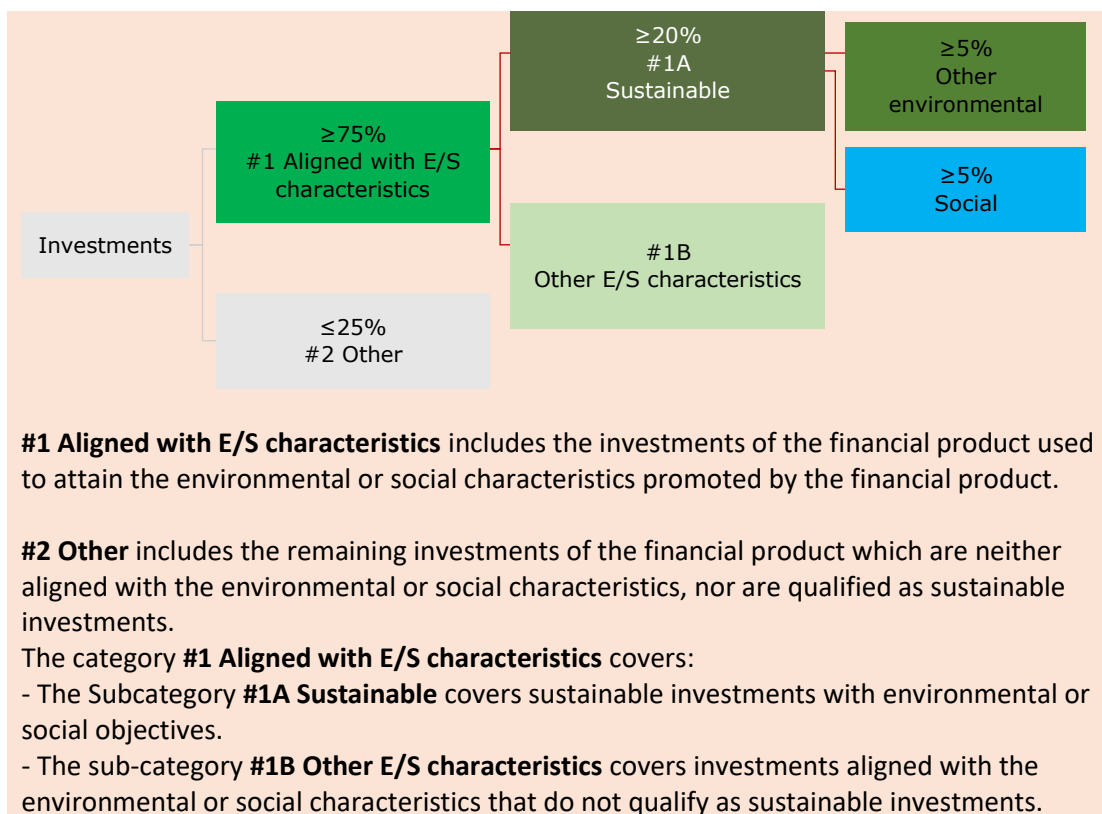 ≥20%
#1A
Sustainable
≥5%
Other
environmental
≥75%
#1 Aligned with E/S
characteristics
≥5%
Social
Investments
#1B
Other E/S characteristics
≤25%
#2 Other
#1 Aligned with E/S characteristics includes the investments of the financial product used
to attain the environmental or social characteristics promoted by the financial product.
#2 Other includes the remaining investments of the financial product which are neither
aligned with the environmental or social characteristics, nor are qualified as sustainable
investments.
The category #1 Aligned with E/S characteristics covers:
- The Subcategory #1A Sustainable covers sustainable investments with environmental or
social objectives.
- The sub-category #1B Other E/S characteristics covers investments aligned with the
environmental or social characteristics that do not qualify as sustainable investments.